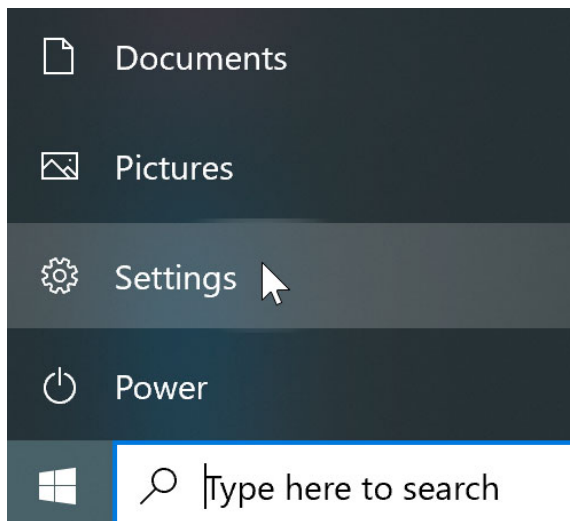 Documents
Pictures
Settings
Power
Type here to search